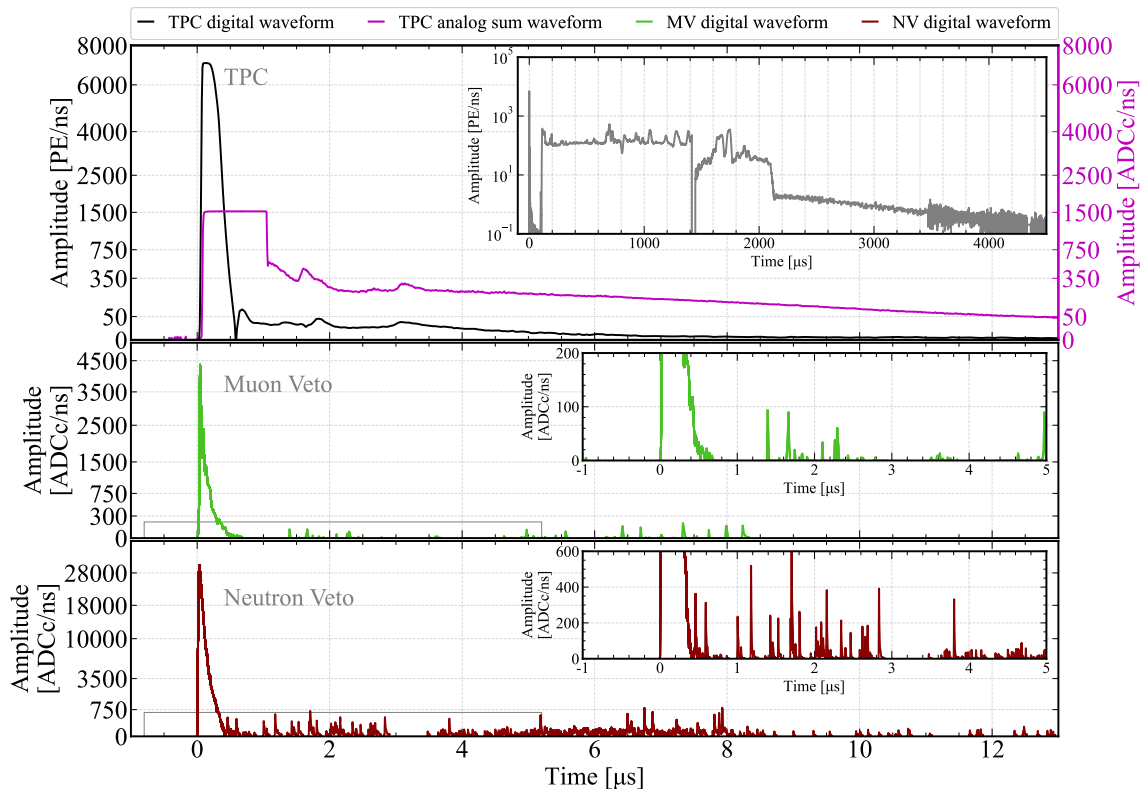 TPC digital waveform TPC analog sum waveform MV digital waveform NV digital waveform
TPC
Amplitude [PE/ns]
8000
7000
4000
2500
1500
750
350
50
0
Amplitude [ADCc/ns]
8000
7000
4000
2500
1500
750
350
50
0
Amplitude [PE/ns]
10^5
10^3
10^1
10^-1
0 1000 2000 3000 4000
Time [μs]
Muon Veto
Amplitude
[ADCc/ns]
4500
3500
2500
1500
750
300
0
Amplitude
[ADCc/ns]
200
100
0
-1 0 1 2 3 4 5
Time [μs]
Neutron Veto
Amplitude
[ADCc/ns]
28000
18000
10000
3500
750
0
Amplitude
[ADCc/ns]
600
400
200
0
-1 0 1 2 3 4 5
Time [μs]
0 2 4 6 8 10 12
Time [μs]